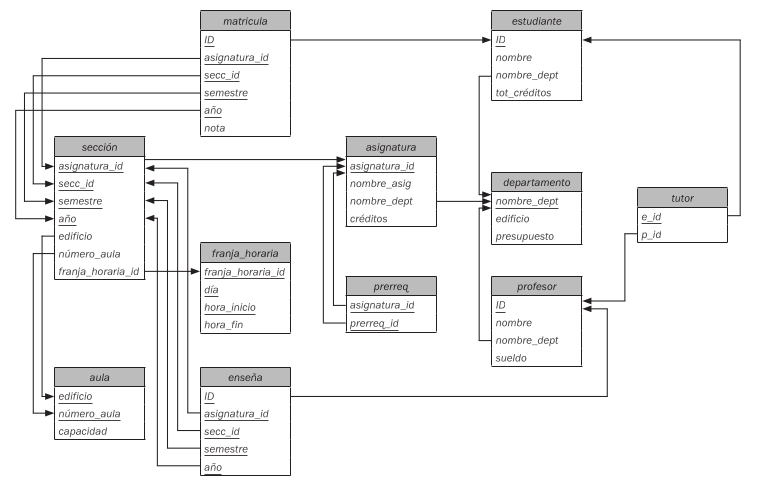 matricula
ID
asignatura_id
secc_id
semestre
año
nota
estudiante
ID
nombre
nombre_dept
tot_créditos
sección
asignatura_id
secc_id
semestre
año
edificio
número_aula
franja_horaria_id
asignatura
asignatura_id
nombre_asig
nombre_dept
créditos
departamento
nombre_dept
edificio
presupuesto
tutor
e_id
p_id
franja_horaria
franja_horaria_id
día
hora_inicio
hora_fin
prerreq
asignatura_id
prerreq_id
profesor
ID
nombre
nombre_dept
sueldo
aula
edificio
número_aula
capacidad
enseña
ID
asignatura_id
secc_id
semestre
año